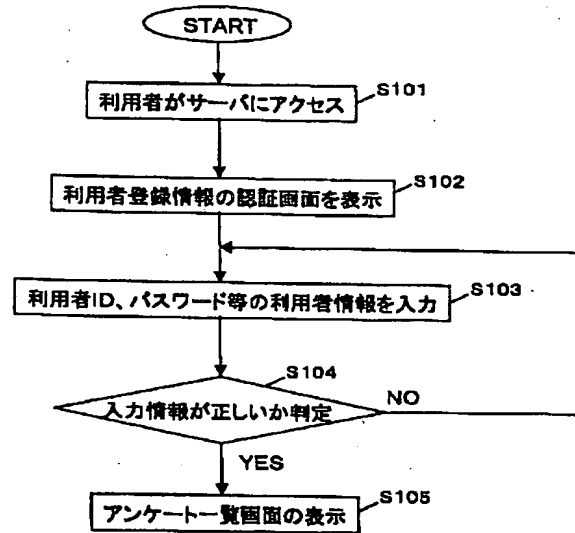 START
利用者がサーバにアクセス
S101
利用者登録情報の認証画面を表示
S102
利用者ID、パスワード等の利用者情報を入力
S103
入力情報が正しいか判定
S104
NO
YES
アンケート一覧画面の表示
S105